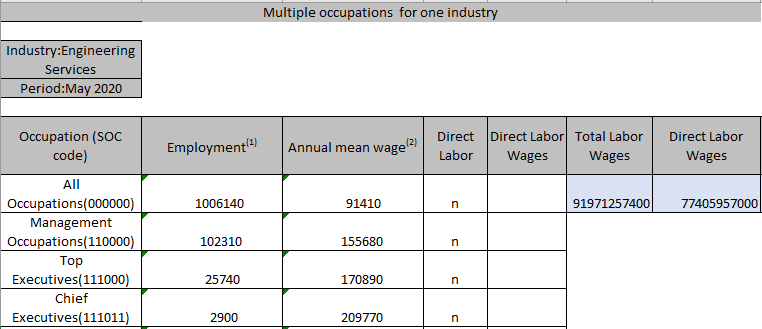 Multiple occupations  for one industry
Industry:Engineering
Services
Period:May 2020
Occupation (SOC
code)
Employment(1)
Annual mean wage(2)
Direct
Labor
Direct Labor
Wages
Total Labor
Wages
Direct Labor
Wages
All
Occupations(000000)
1006140
91410
n
91971257400
77405957000
Management
Occupations(110000)
102310
155680
n
Top
Executives(111000)
25740
170890
n
Chief
Executives(111011)
2900
209770
n